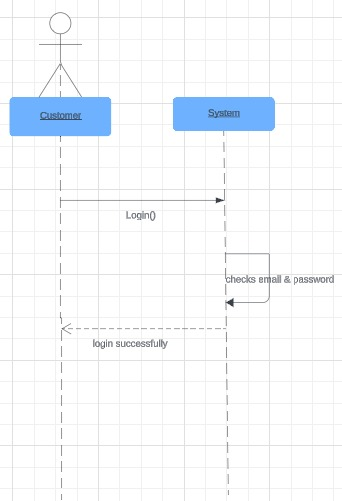 Customer
System
Login()
checks email & password
login successfully